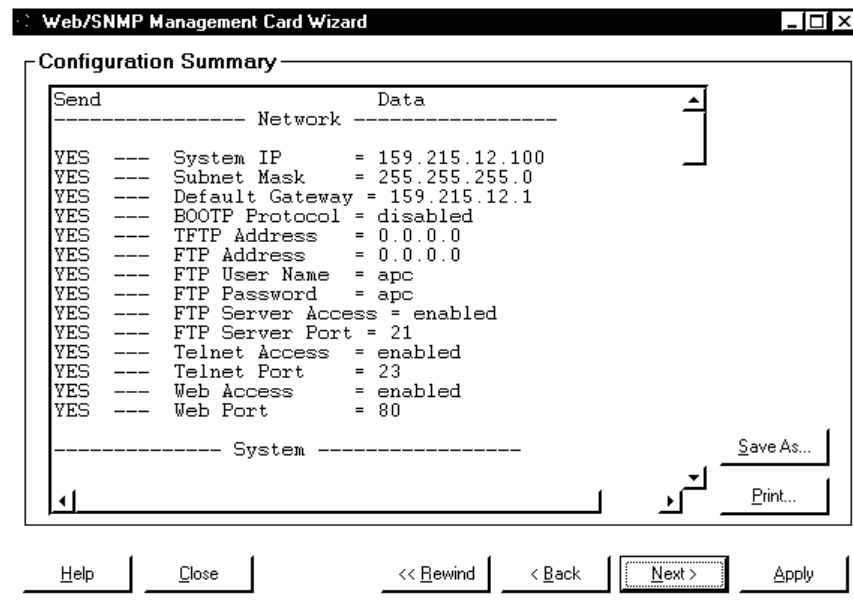 Web/SNMP Management Card Wizard
Configuration Summary
Send                          Data
---------------- Network -----------------
YES  ---  System IP      = 159.215.12.100
YES  ---  Subnet Mask    = 255.255.255.0
YES  ---  Default Gateway = 159.215.12.1
YES  ---  BOOTP Protocol = disabled
YES  ---  TFTP Address   = 0.0.0.0
YES  ---  FTP Address    = 0.0.0.0
YES  ---  FTP User Name  = apc
YES  ---  FTP Password   = apc
YES  ---  FTP Server Access = enabled
YES  ---  FTP Server Port = 21
YES  ---  Telnet Access  = enabled
YES  ---  Telnet Port    = 23
YES  ---  Web Access     = enabled
YES  ---  Web Port       = 80
-------------- System -----------------
Save As...
Print...
Help
Close
<< Rewind
< Back
Next >
Apply